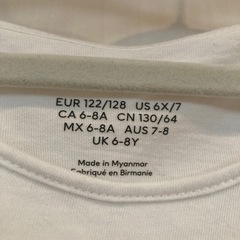 EUR 122/128 US 6X/7
CA 6-8A CN 130/64
MX 6-8A AUS 7-8
UK 6-8Y
Made in Myanmar
Fabriqué en Birmanie